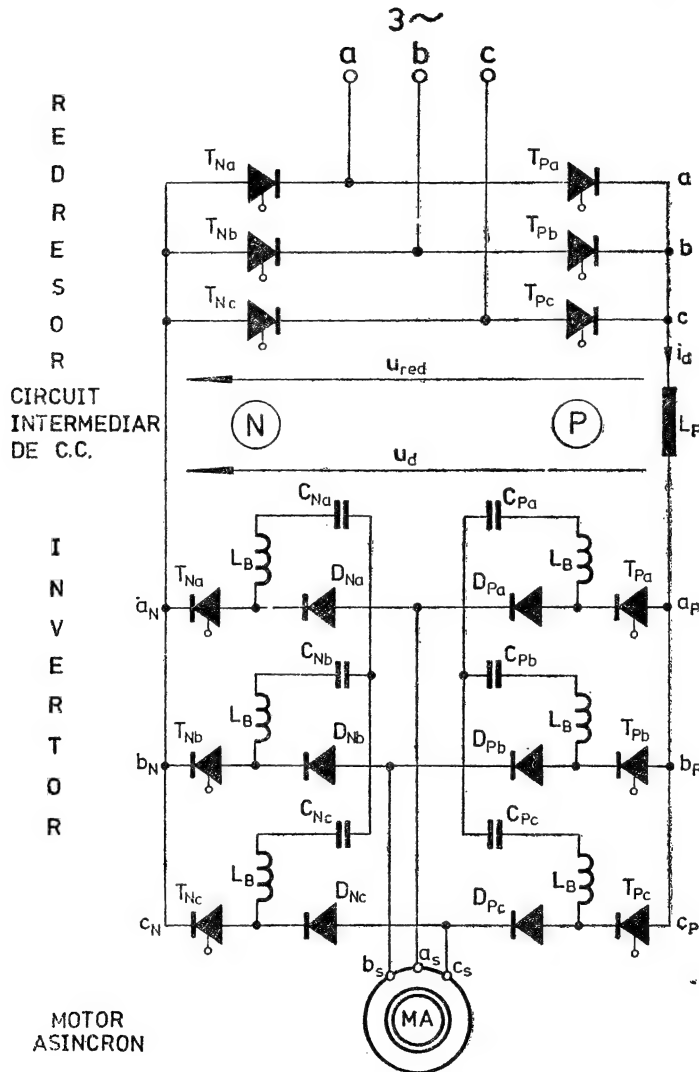 3~
a b c
REDRESOR
T_Na T_Pa a
T_Nb T_Pb b
T_Nc T_Pc c
i_d
u_red
CIRCUIT
INTERMEDIAR
DE C.C.
N P
u_d
INVERTOR
C_Na C_Pa
L_B L_B
T_Na D_Na D_Pa T_Pa
a_N a_P
C_Nb C_Pb
L_B L_B
T_Nb D_Nb D_Pb T_Pb
b_N b_P
C_Nc C_Pc
L_B L_B
T_Nc D_Nc D_Pc T_Pc
c_N c_P
b_s a_s c_s
MA
MOTOR
ASINCRON